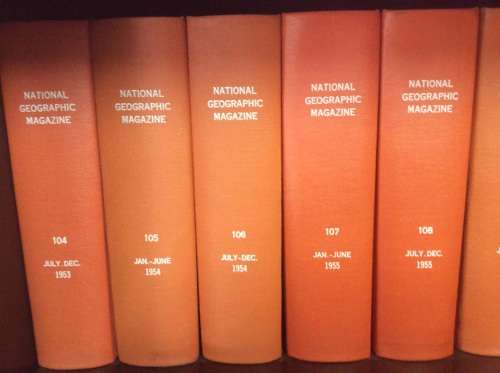 NATIONAL
GEOGRAPHIC
MAGAZINE
104
JULY-DEC.
1953
NATIONAL
GEOGRAPHIC
MAGAZINE
105
JAN.-JUNE
1954
NATIONAL
GEOGRAPHIC
MAGAZINE
106
JULY-DEC.
1954
NATIONAL
GEOGRAPHIC
MAGAZINE
107
JAN.-JUNE
1955
NATIONAL
GEOGRAPHIC
MAGAZINE
108
JULY-DEC.
1955